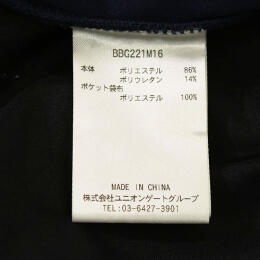 BBG221M16
本体 ポリエステル 86%
ポリウレタン 14%
ポケット袋布
ポリエステル 100%
MADE IN CHINA
株式会社ユニオンゲートグループ
TEL:03-6427-3901